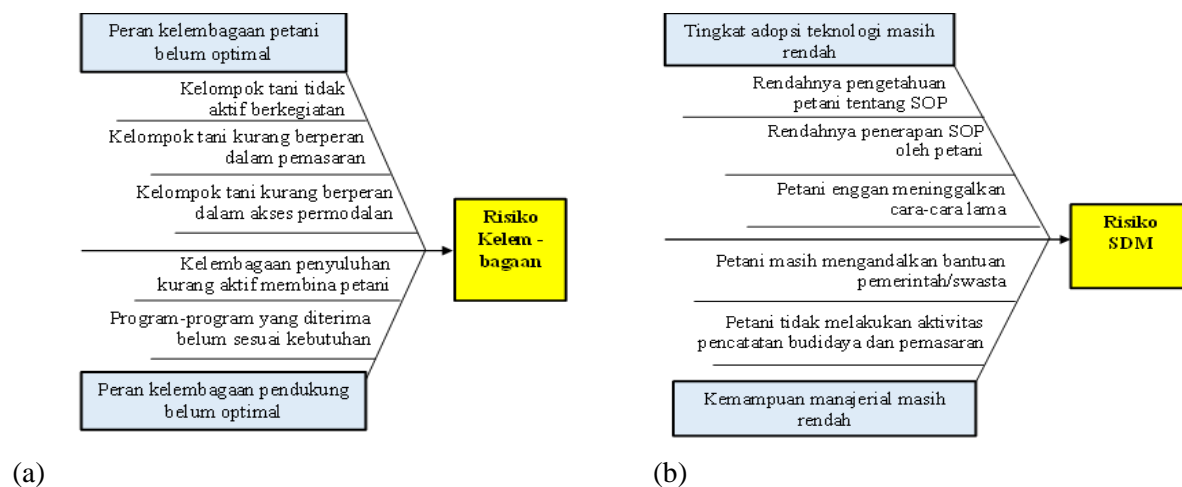 Peran kelembagaan petani
belum optimal
Kelompok tani tidak
aktif berkegiatan
Kelompok tani kurang berperan
dalam pemasaran
Kelompok tani kurang berperan
dalam akses permodalan
Risiko
Kelem -
bagaan
Kelembagaan penyuluhan
kurang aktif membina petani
Program-program yang diterima
belum sesuai kebutuhan
Peran kelembagaan pendukung
belum optimal
(a)
Tingkat adopsi teknologi masih
rendah
Rendahnya pengetahuan
petani tentang SOP
Rendahnya penerapan SOP
oleh petani
Petani enggan meninggalkan
cara-cara lama
Risiko
SDM
Petani masih mengandalkan bantuan
pemerintah/swasta
Petani tidak melakukan aktivitas
pencatatan budidaya dan pemasaran
Kemampuan manajerial masih
rendah
(b)